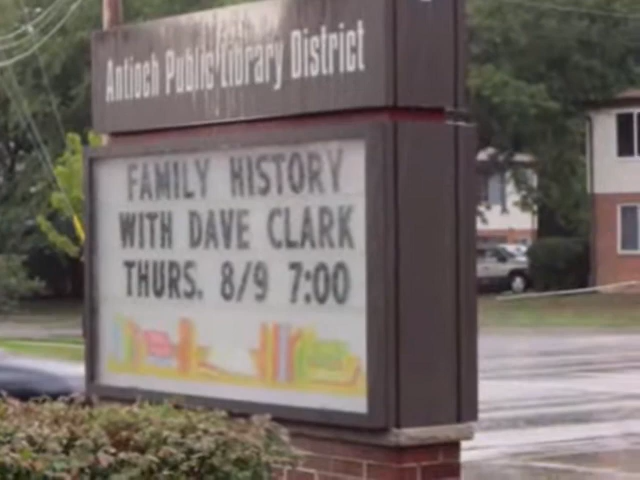 Antioch Public Library District
FAMILY HISTORY
WITH DAVE CLARK
THURS. 8/9 7:00